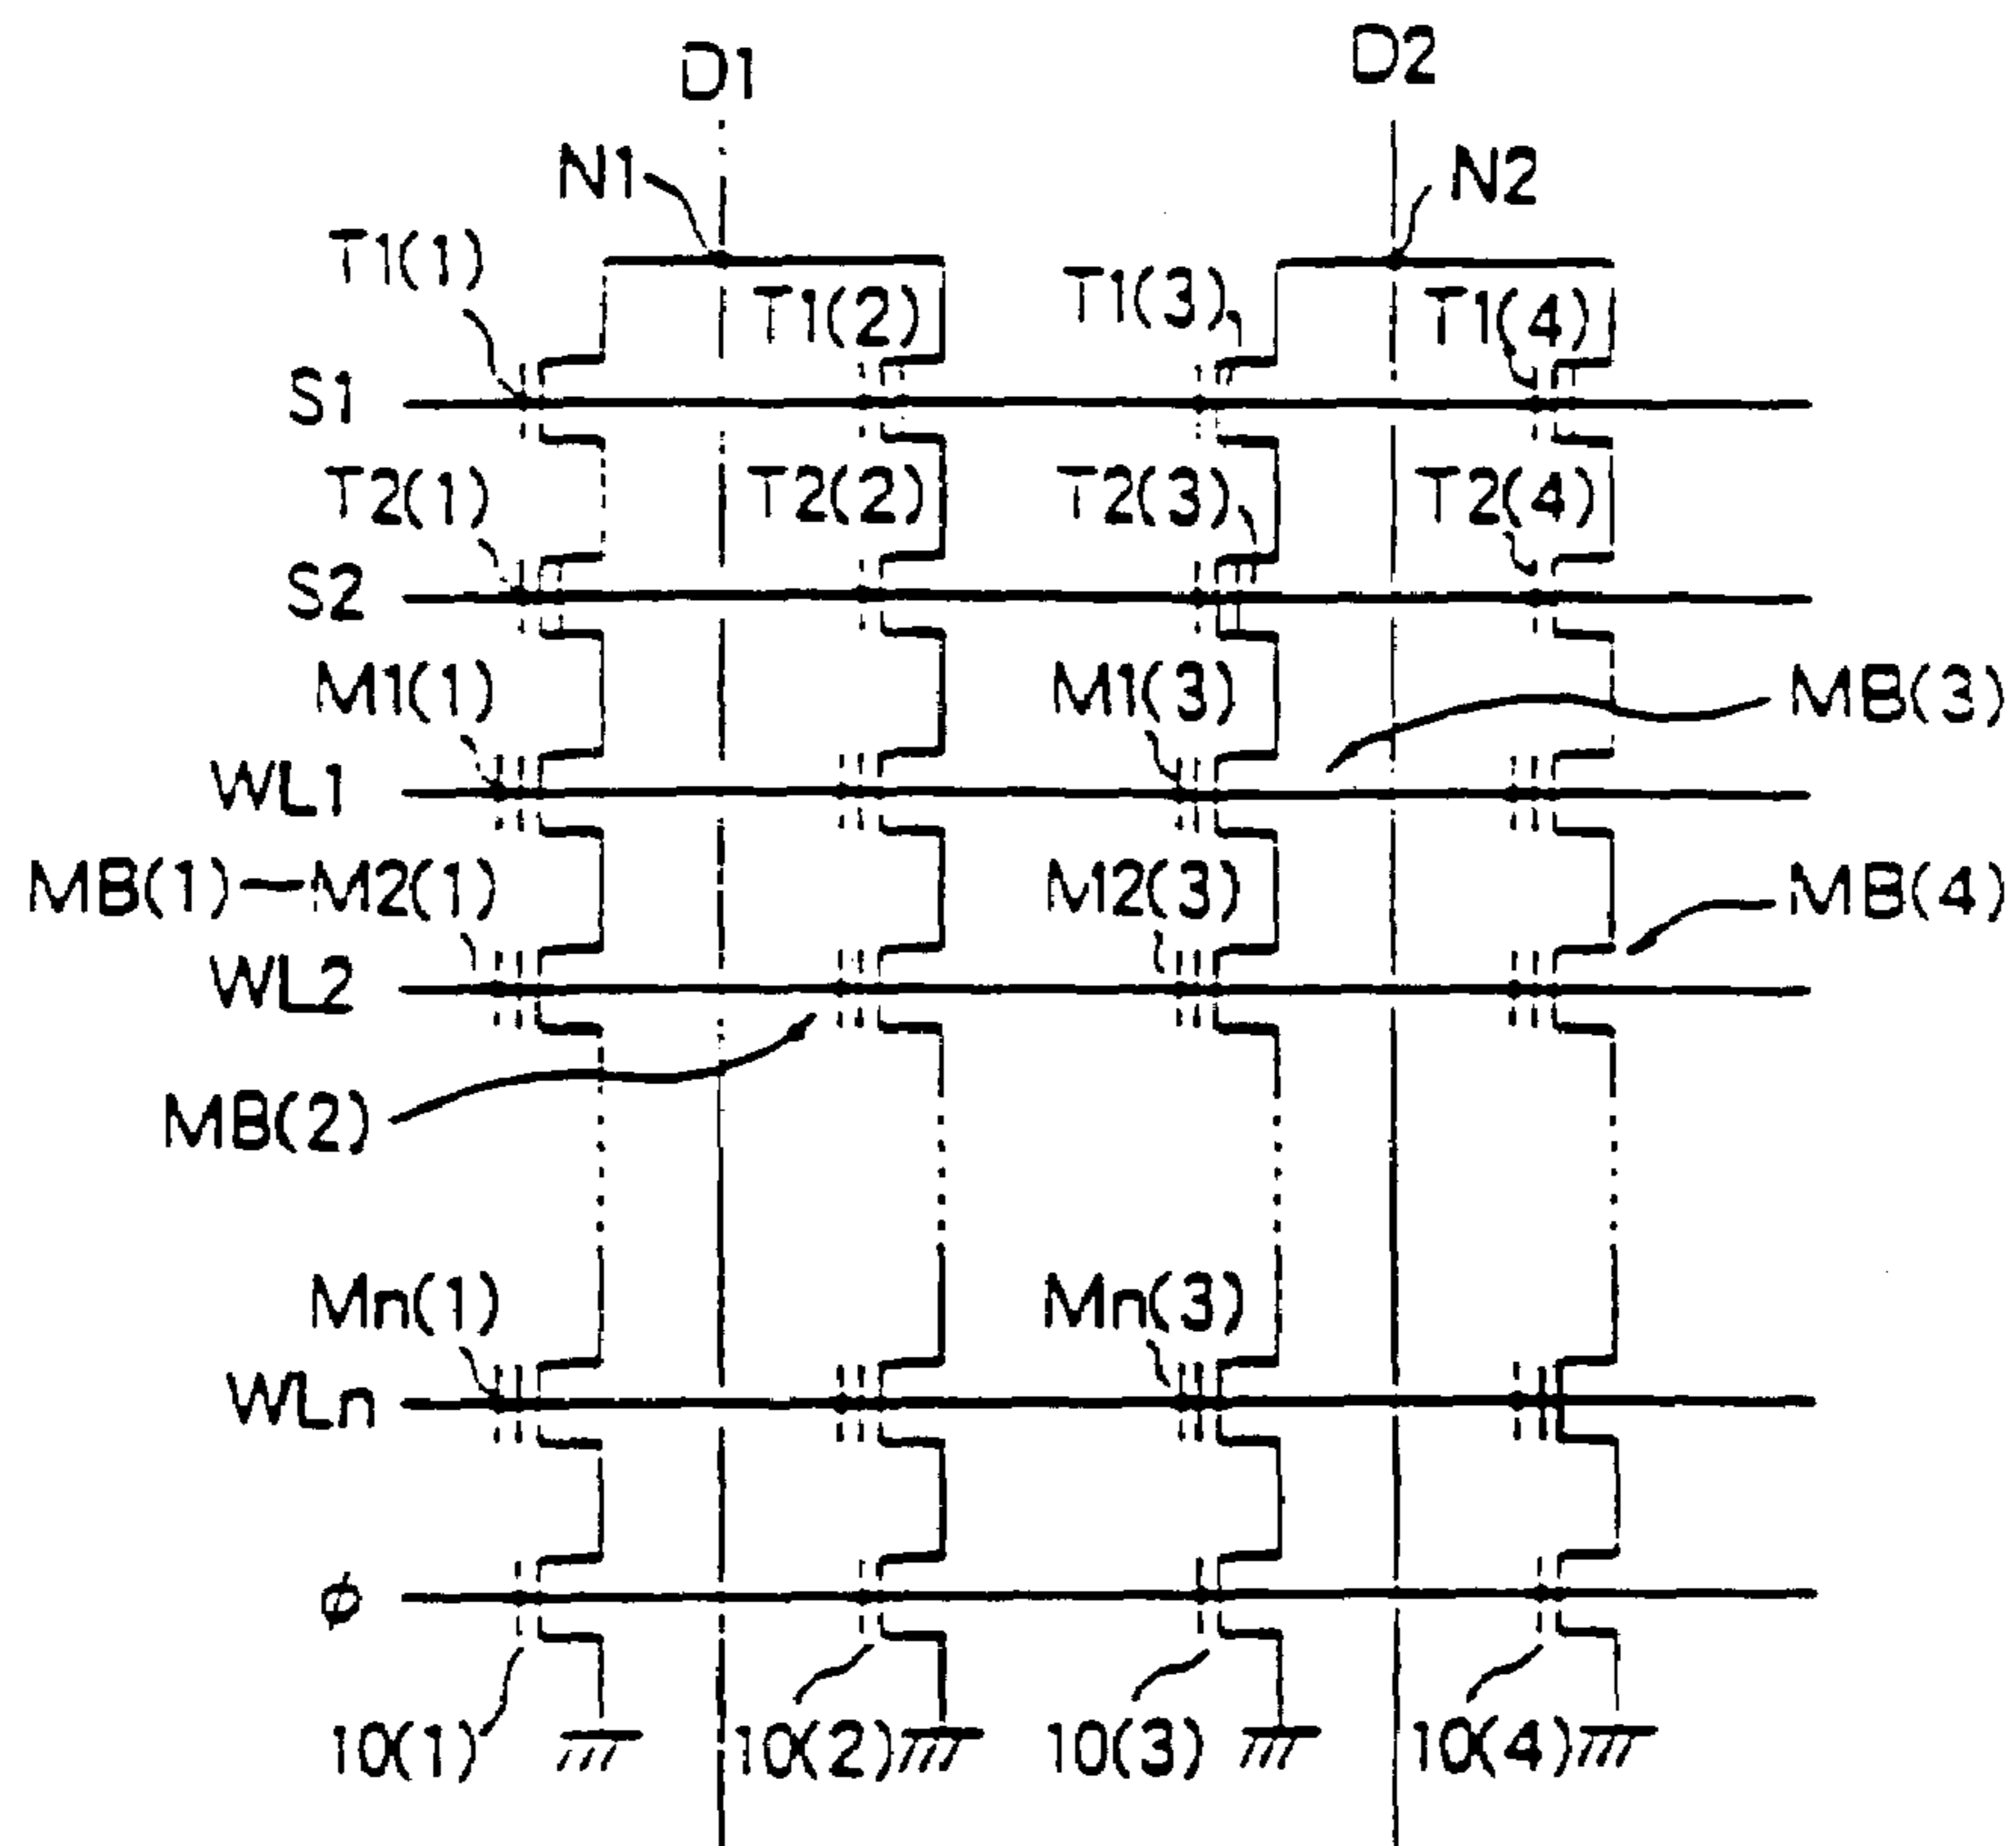 D1 D2
N1 N2
T1(1) T1(2) T1(3) T1(4)
S1
T2(1) T2(2) T2(3) T2(4)
S2
M1(1) M1(3) MB(3)
WL1
MB(1) M2(1) M2(3) MB(4)
WL2
MB(2)
Mn(1) Mn(3)
WLn
φ
10(1) 10(2) 10(3) 10(4)